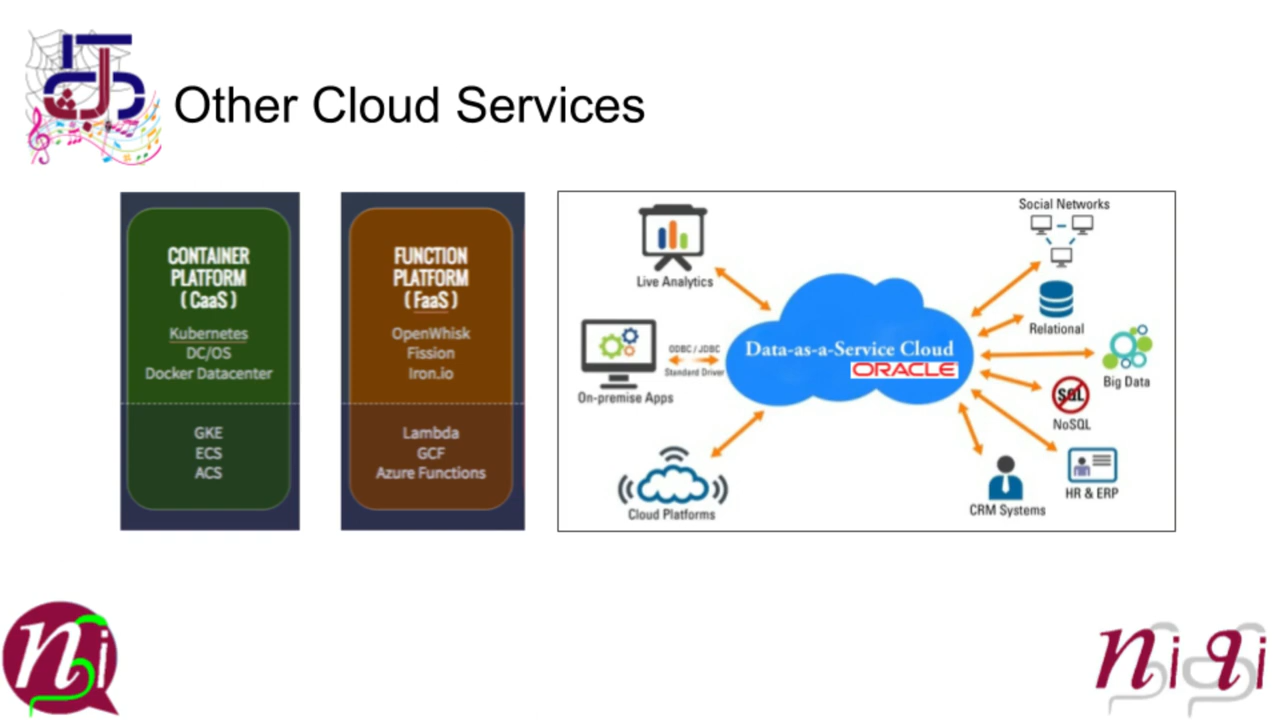 Other Cloud Services
CONTAINER
PLATFORM
( CaaS )
Kubernetes
DC/OS
Docker Datacenter
GKE
ECS
ACS
FUNCTION
PLATFORM
( FaaS )
OpenWhisk
Fission
Iron.io
Lambda
GCF
Azure Functions
Live Analytics
ODBC / JDBC
Standard Driver
On-premise Apps
Cloud Platforms
Data-as-a-Service Cloud
ORACLE
Social Networks
Relational
Big Data
SQL
NoSQL
HR & ERP
CRM Systems